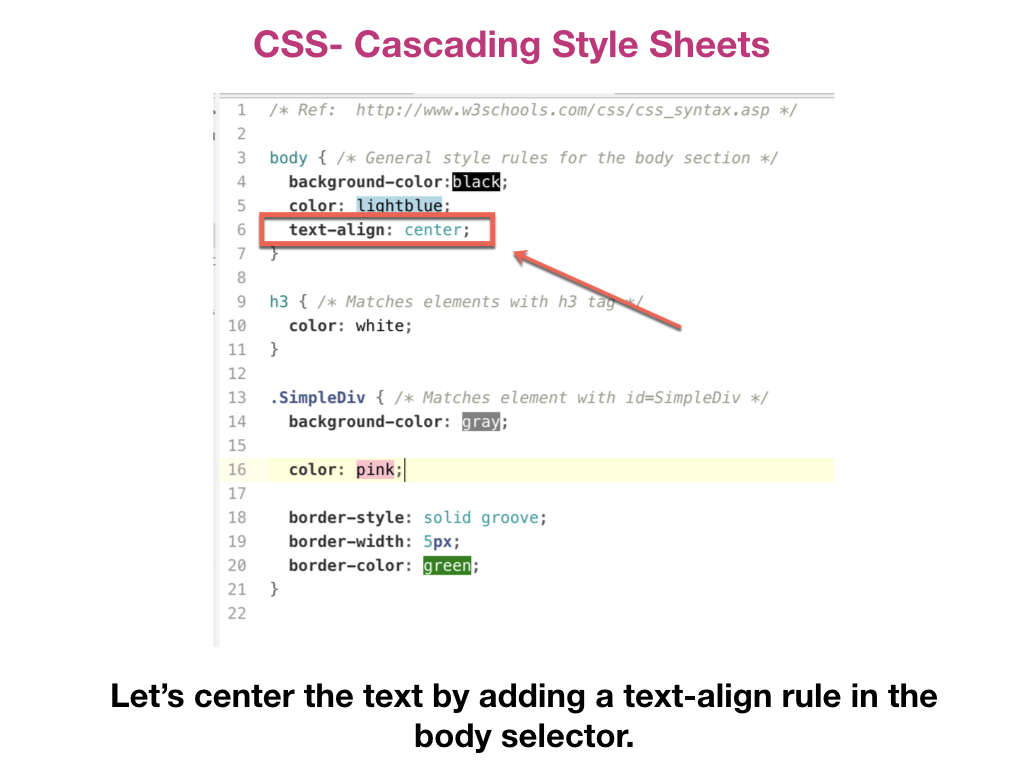 CSS- Cascading Style Sheets
1 /* Ref:  http://www.w3schools.com/css/css_syntax.asp */
2
3 body { /* General style rules for the body section */
4   background-color:black;
5   color: lightblue;
6   text-align: center;
7 }
8
9 h3 { /* Matches elements with h3 tag */
10   color: white;
11 }
12
13 .SimpleDiv { /* Matches element with id=SimpleDiv */
14   background-color: gray;
15
16   color: pink;
17
18   border-style: solid groove;
19   border-width: 5px;
20   border-color: green;
21 }
22
Let’s center the text by adding a text-align rule in the
body selector.